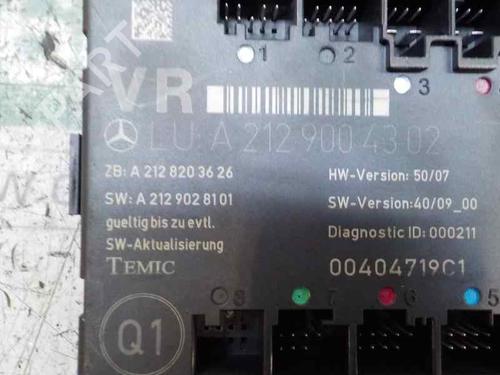 1 2 3 4
VR
LU: A 212 900 43 02
ZB: A 212 820 36 26
HW-Version: 50/07
SW: A 212 902 81 01
SW-Version:40/09_00
gueltig bis zu evtl.
Diagnostic ID: 000211
SW-Aktualisierung
TEMIC
00404719C1
8 7 6 5
Q1